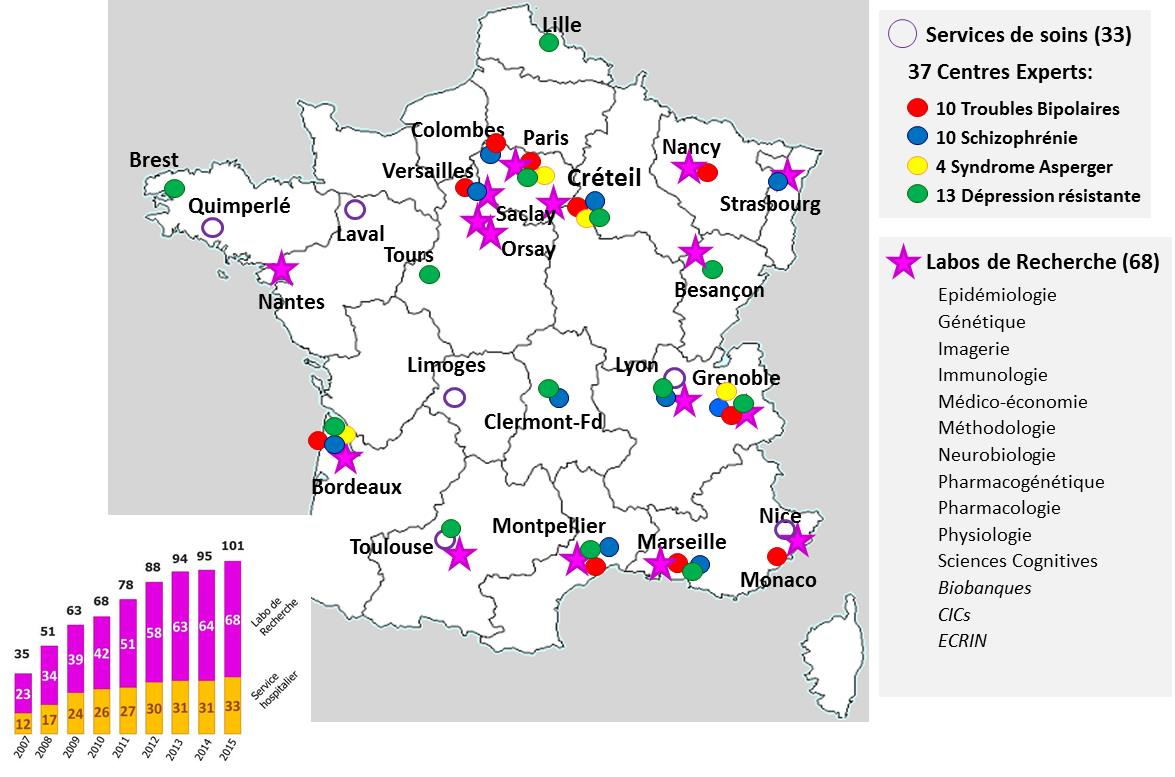 Lille
Colombes
Paris
Nancy
Brest
Versailles
Créteil
Quimperlé
Strasbourg
Saclay
Laval
Orsay
Tours
Nantes
Besançon
Limoges
Lyon
Grenoble
Clermont-Fd
Bordeaux
Toulouse
Montpellier
Marseille
Nice
Monaco
Services de soins (33)
37 Centres Experts:
10 Troubles Bipolaires
10 Schizophrénie
4 Syndrome Asperger
13 Dépression résistante
Labos de Recherche (68)
Epidémiologie
Génétique
Imagerie
Immunologie
Médico-économie
Méthodologie
Neurobiologie
Pharmacogénétique
Pharmacologie
Physiologie
Sciences Cognitives
Biobanques
CICs
ECRIN
35 51 63 68 78 88 94 95 101
23 34 39 42 51 58 63 64 68
12 17 24 26 27 30 31 31 33
2007 2008 2009 2010 2011 2012 2013 2014 2015
Labo de
Recherche
Service
hospitalier